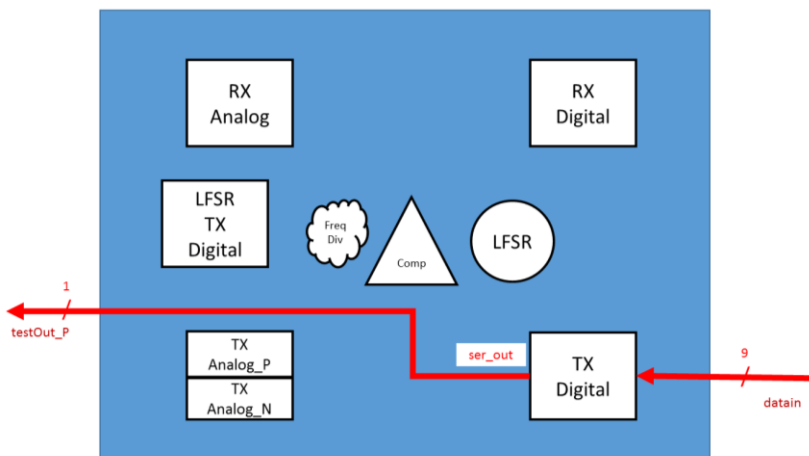 RX
Analog
RX
Digital
LFSR
TX
Digital
Freq
Div
Comp
LFSR
1
testOut_P
TX
Analog_P
TX
Analog_N
ser_out
TX
Digital
9
datain